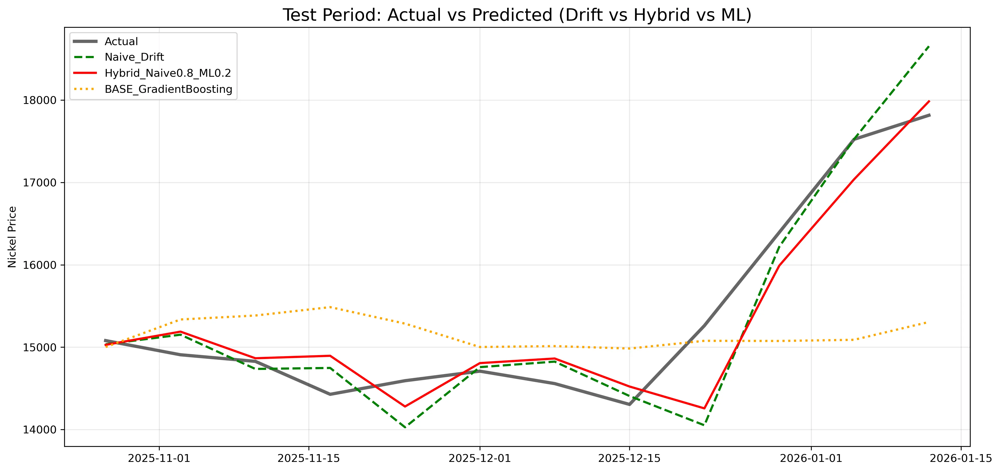 Test Period: Actual vs Predicted (Drift vs Hybrid vs ML)
Actual
Naive_Drift
Hybrid_Naive0.8_ML0.2
BASE_GradientBoosting
Nickel Price
18000
17000
16000
15000
14000
2025-11-01
2025-11-15
2025-12-01
2025-12-15
2026-01-01
2026-01-15